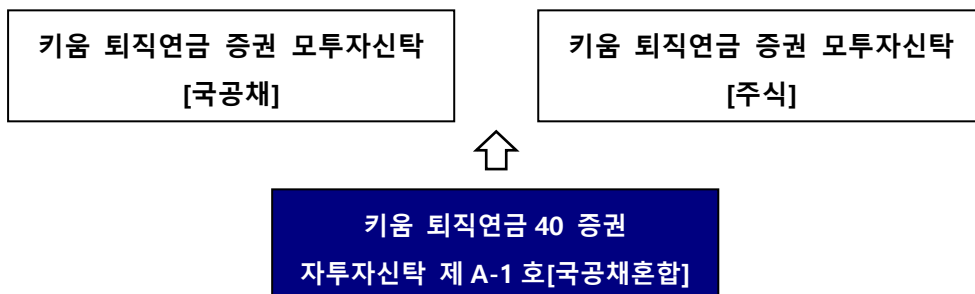 키움 퇴직연금 증권 모투자신탁
[국공채]
키움 퇴직연금 증권 모투자신탁
[주식]
키움 퇴직연금 40 증권
자투자신탁 제 A-1 호[국공채혼합]